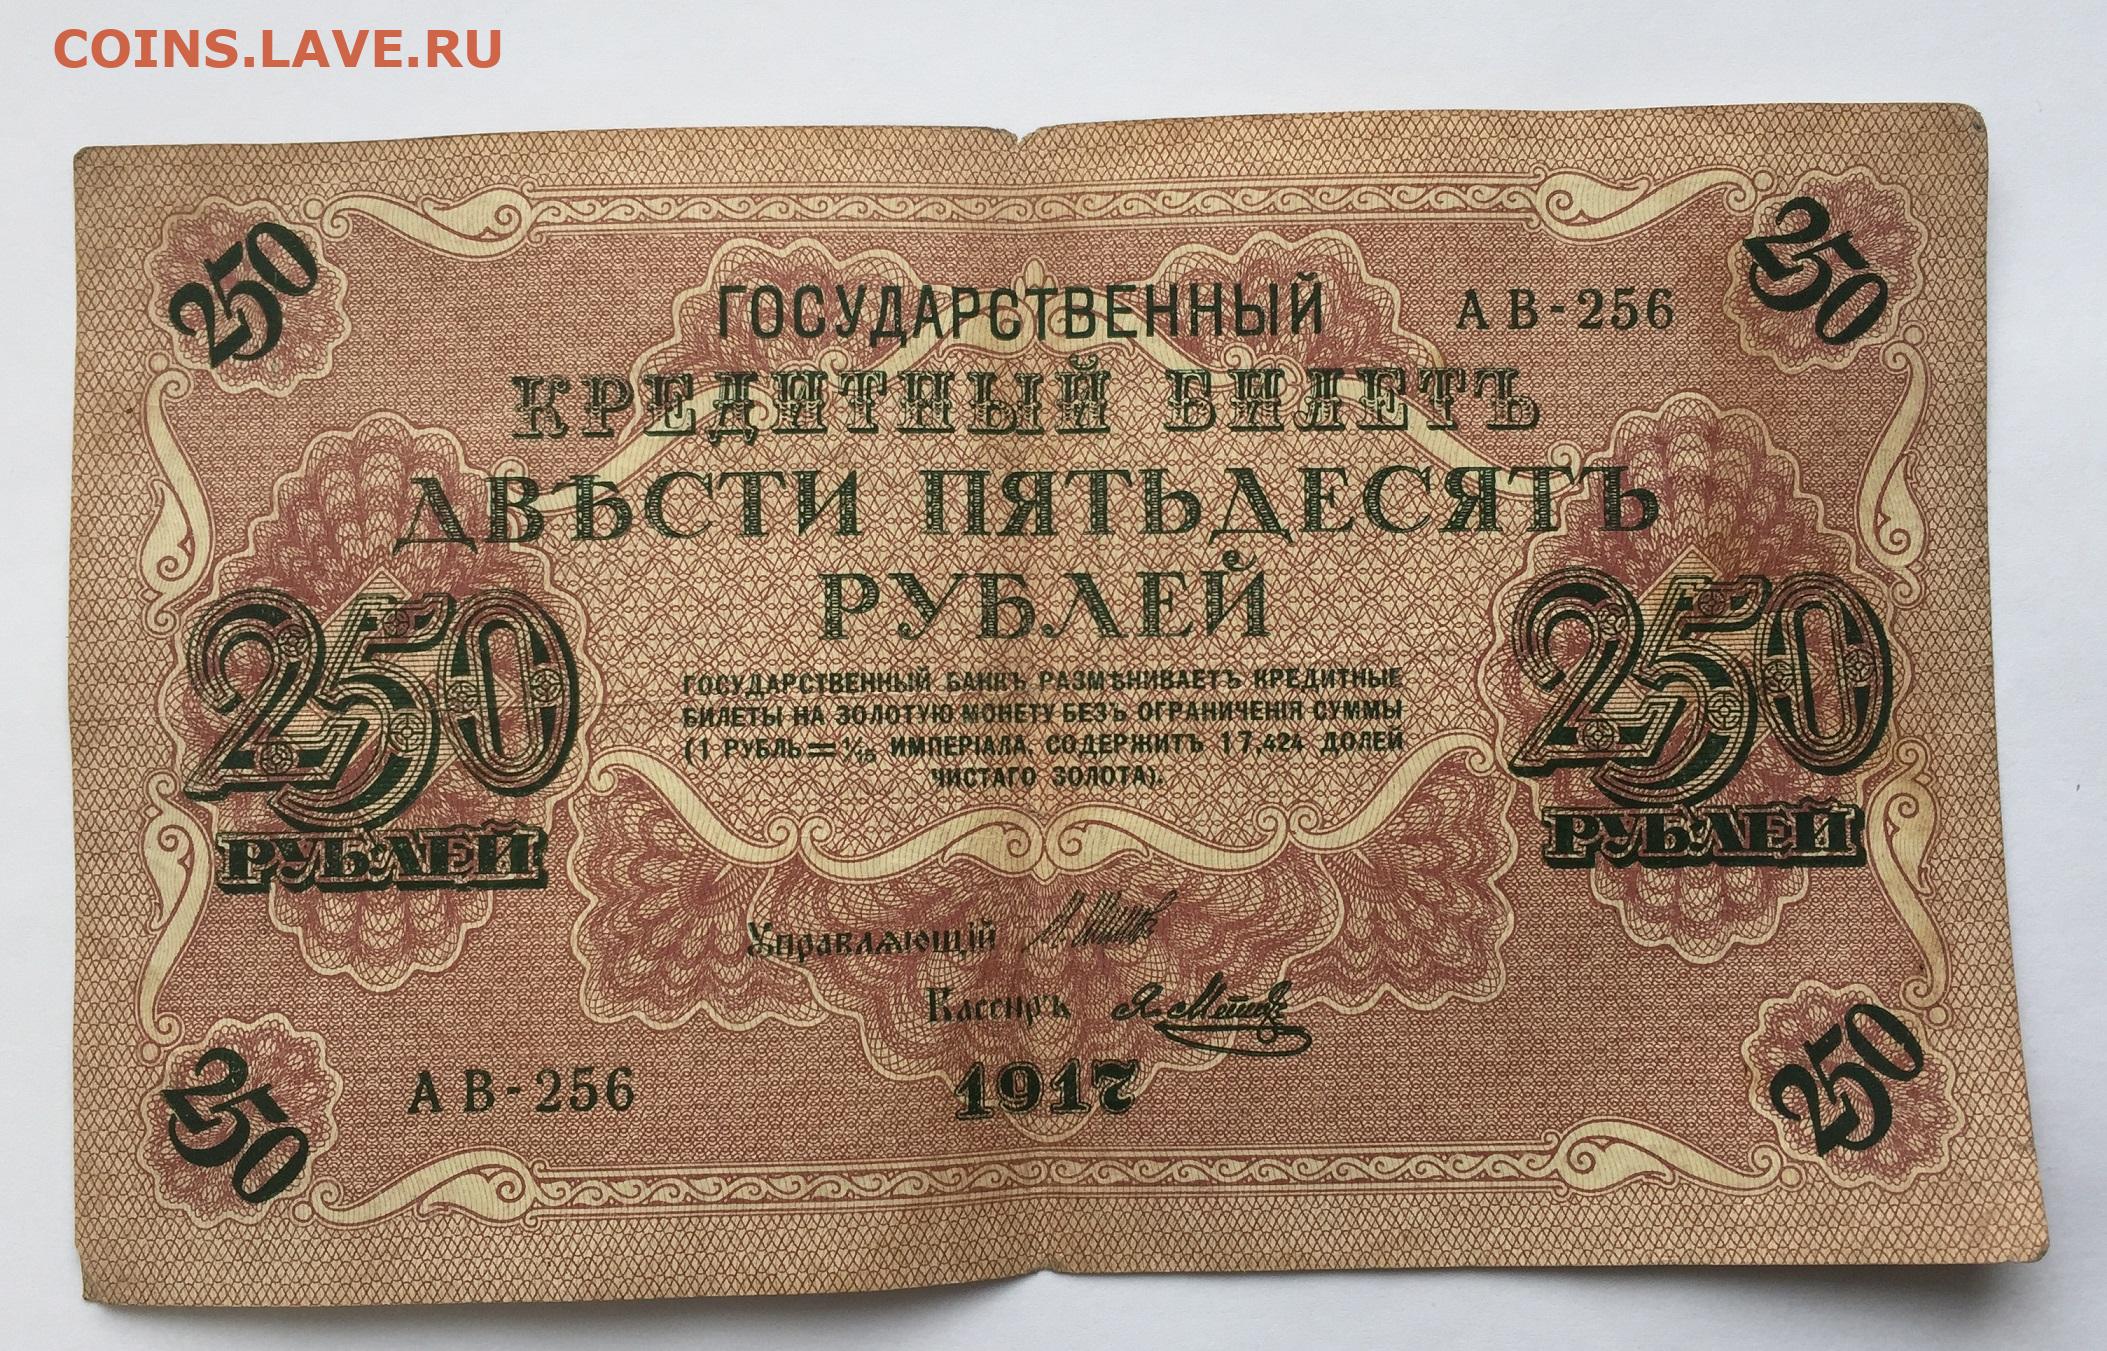 COINS.LAVE.RU
250
250
ГОСУДАРСТВЕННЫЙ
АВ-256
КРЕДИТНЫЙ БИЛЕТЪ
ДВѢСТИ ПЯТЬДЕСЯТЪ
РУБЛЕЙ
250
РУБЛЕЙ
250
РУБЛЕЙ
ГОСУДАРСТВЕННЫЙ БАНКЪ РАЗМѢНИВАЕТЪ КРЕДИТНЫЕ
БИЛЕТЫ НА ЗОЛОТУЮ МОНЕТУ БЕЗЪ ОГРАНИЧЕНІЯ СУММЫ
(1 РУБЛЬ = 1/15 ИМПЕРІАЛА, СОДЕРЖИТЪ 17,424 ДОЛЕЙ
ЧИСТАГО ЗОЛОТА).
Управляющій
Кассиръ
АВ-256
1917
250
250